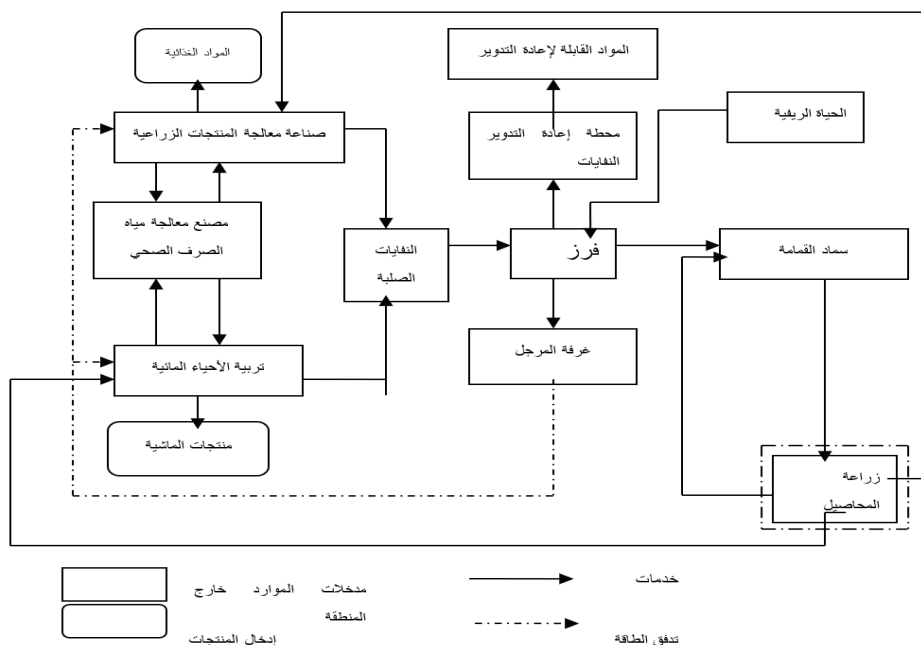 المواد الغذائية
المواد القابلة لإعادة التدوير
الحياة الريفية
صناعة معالجة المنتجات الزراعية
محطة إعادة التدوير
النفايات
مصنع معالجة مياه
الصرف الصحي
النفايات
الصلبة
فرز
سماد القمامة
غرفة المرجل
تربية الأحياء المائية
منتجات الماشية
زراعة
المحاصيل
مدخلات الموارد خارج
المنطقة
إدخال المنتجات
خدمات
تدفق الطاقة